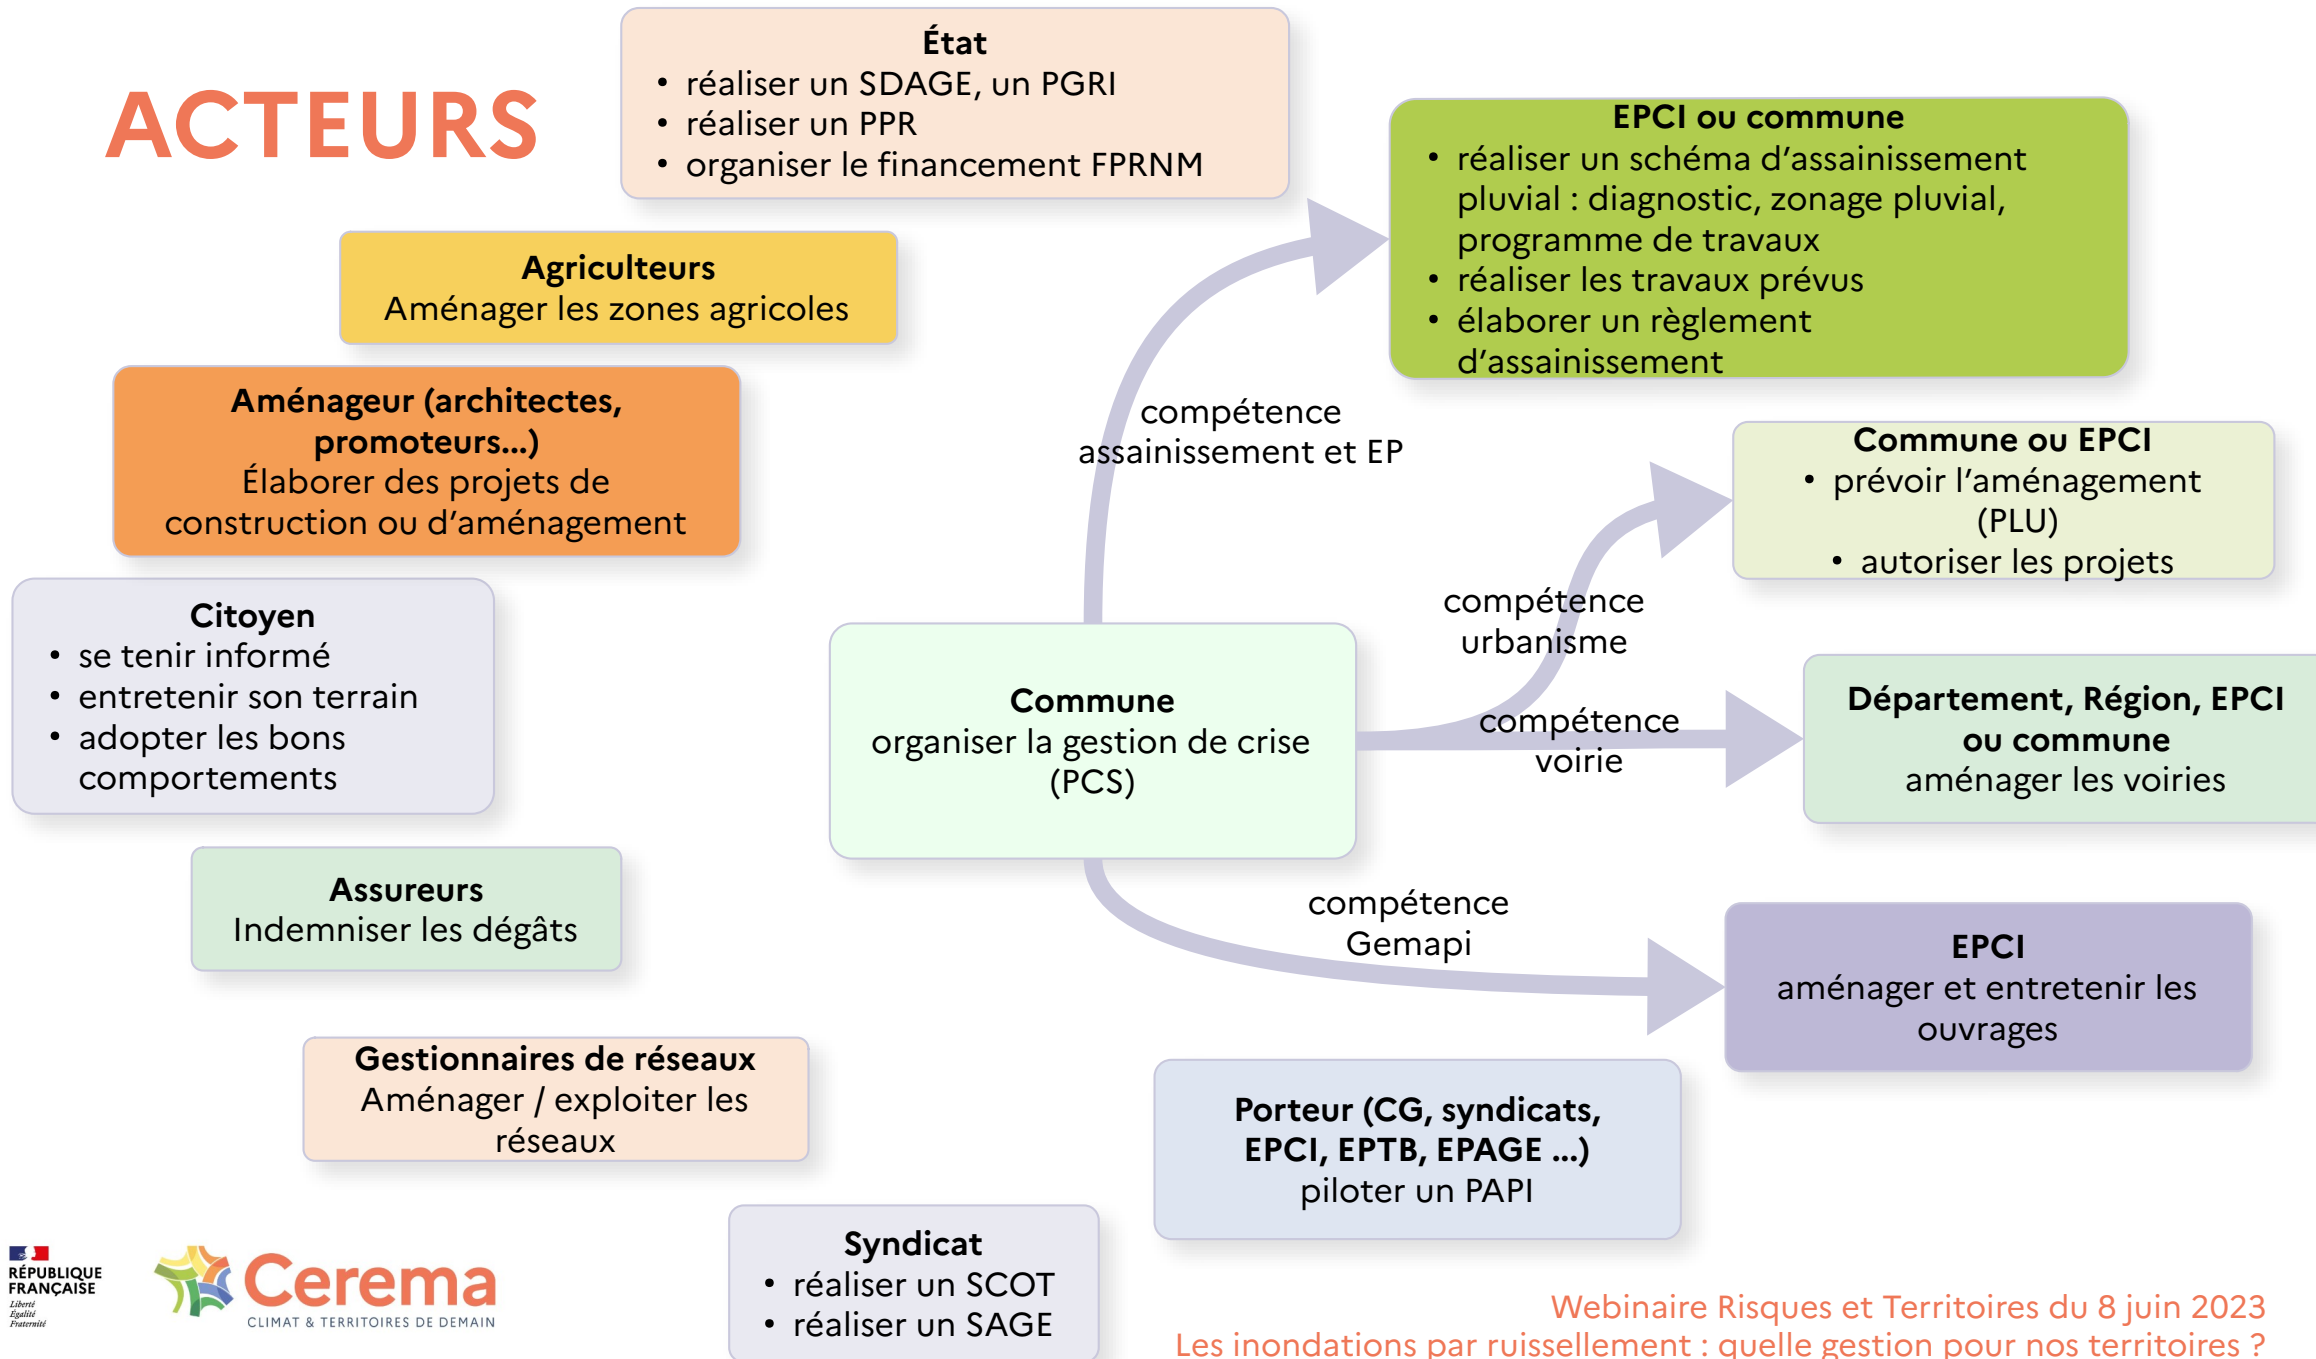 ACTEURS
État
• réaliser un SDAGE, un PGRI
• réaliser un PPR
• organiser le financement FPRNM
Agriculteurs
Aménager les zones agricoles
Aménageur (architectes,
promoteurs...)
Élaborer des projets de
construction ou d’aménagement
Citoyen
• se tenir informé
• entretenir son terrain
• adopter les bons
comportements
Assureurs
Indemniser les dégâts
Gestionnaires de réseaux
Aménager / exploiter les
réseaux
Syndicat
• réaliser un SCOT
• réaliser un SAGE
Porteur (CG, syndicats,
EPCI, EPTB, EPAGE ...)
piloter un PAPI
Commune
organiser la gestion de crise
(PCS)
compétence
assainissement et EP
EPCI ou commune
• réaliser un schéma d’assainissement
pluvial : diagnostic, zonage pluvial,
programme de travaux
• réaliser les travaux prévus
• élaborer un règlement
d’assainissement
compétence
urbanisme
Commune ou EPCI
• prévoir l’aménagement
(PLU)
• autoriser les projets
compétence
voirie
Département, Région, EPCI
ou commune
aménager les voiries
compétence
Gemapi
EPCI
aménager et entretenir les
ouvrages
RÉPUBLIQUE
FRANÇAISE
Liberté
Égalité
Fraternité
Cerema
CLIMAT & TERRITOIRES DE DEMAIN
Webinaire Risques et Territoires du 8 juin 2023
Les inondations par ruissellement : quelle gestion pour nos territoires ?